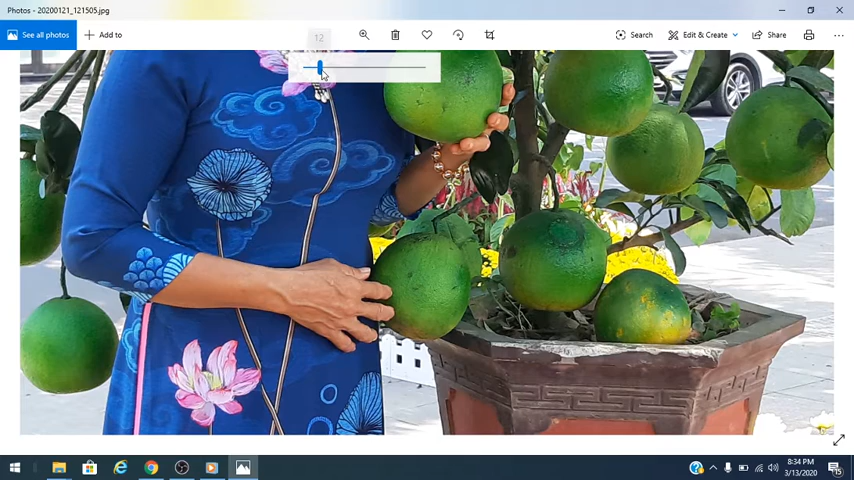 Photos - 20200121_121505.jpg
See all photos
Add to
12
Search
Edit & Create
Share
8:34 PM
3/13/2020
15